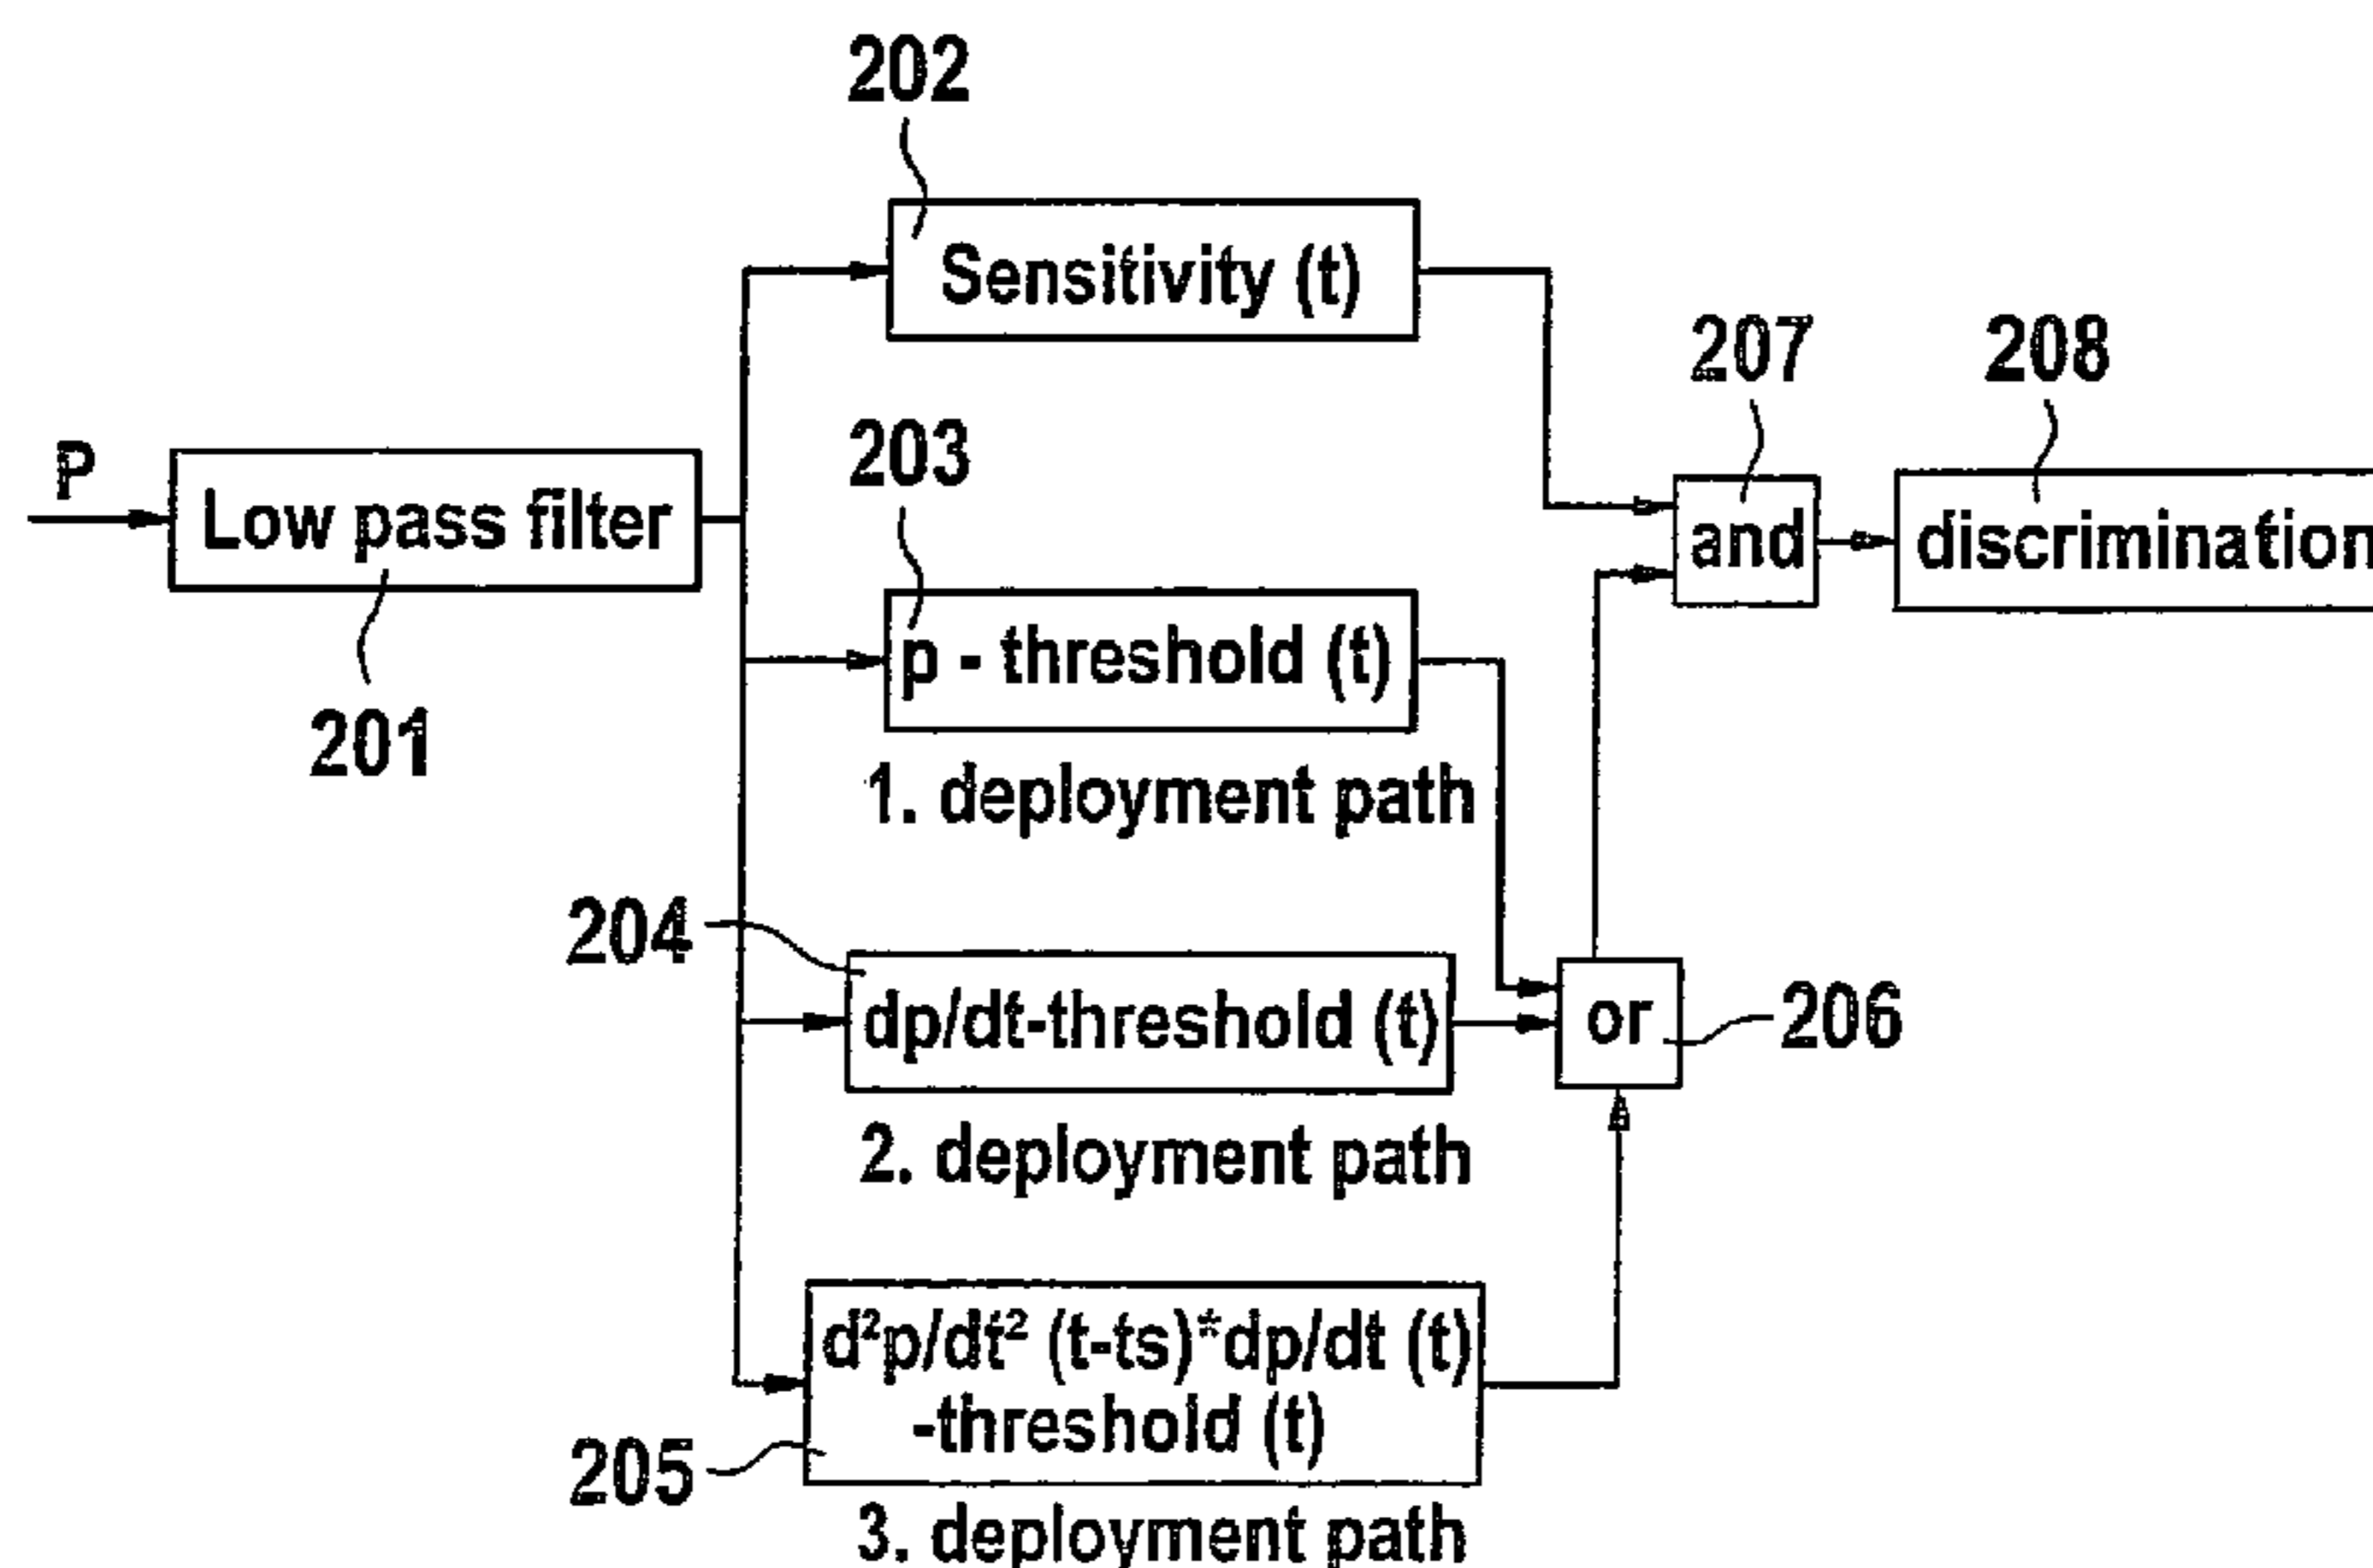 202
Sensitivity (t)
207
208
P
Low pass filter
201
203
p - threshold (t)
1. deployment path
and
discrimination
204
dp/dt-threshold (t)
2. deployment path
or
206
d²p/dt² (t-ts)*dp/dt (t)
-threshold (t)
205
3. deployment path